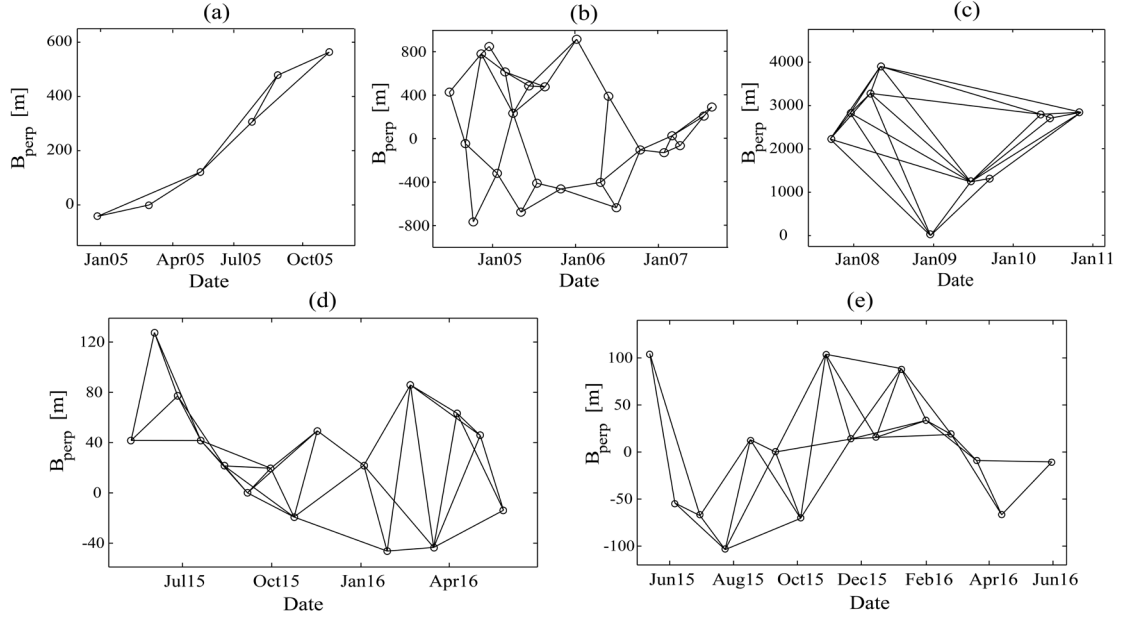 (a)
600
400
200
0
B_perp [m]
Jan05 Apr05 Jul05 Oct05
Date
(b)
800
400
0
-400
-800
B_perp [m]
Jan05 Jan06 Jan07
Date
(c)
4000
3000
2000
1000
0
B_perp [m]
Jan08 Jan09 Jan10 Jan11
Date
(d)
120
80
40
0
-40
B_perp [m]
Jul15 Oct15 Jan16 Apr16
Date
(e)
100
50
0
-50
-100
B_perp [m]
Jun15 Aug15 Oct15 Dec15 Feb16 Apr16 Jun16
Date